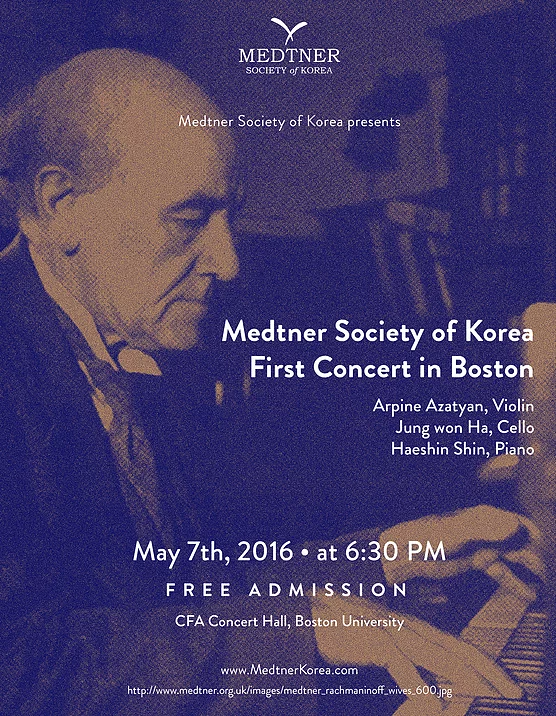 MEDTNER
SOCIETY of KOREA
Medtner Society of Korea presents
Medtner Society of Korea
First Concert in Boston
Arpine Azatyan, Violin
Jung won Ha, Cello
Haeshin Shin, Piano
May 7th, 2016 • at 6:30 PM
FREE ADMISSION
CFA Concert Hall, Boston University
www.MedtnerKorea.com
http://www.medtner.org.uk/images/medtner_rachmaninoff_wives_600.jpg